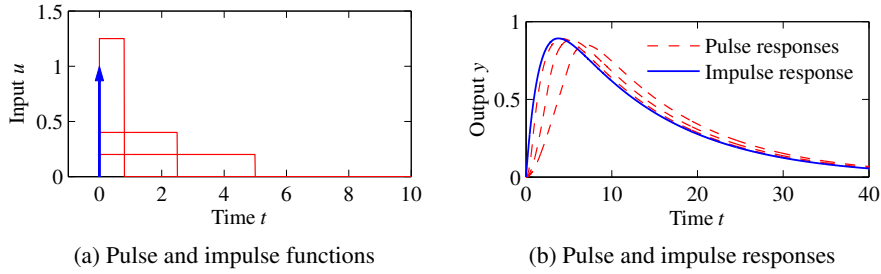 1.5
1
0.5
0
Input u
0 2 4 6 8 10
Time t
(a) Pulse and impulse functions
1
0.5
0
Output y
Pulse responses
Impulse response
0 10 20 30 40
Time t
(b) Pulse and impulse responses